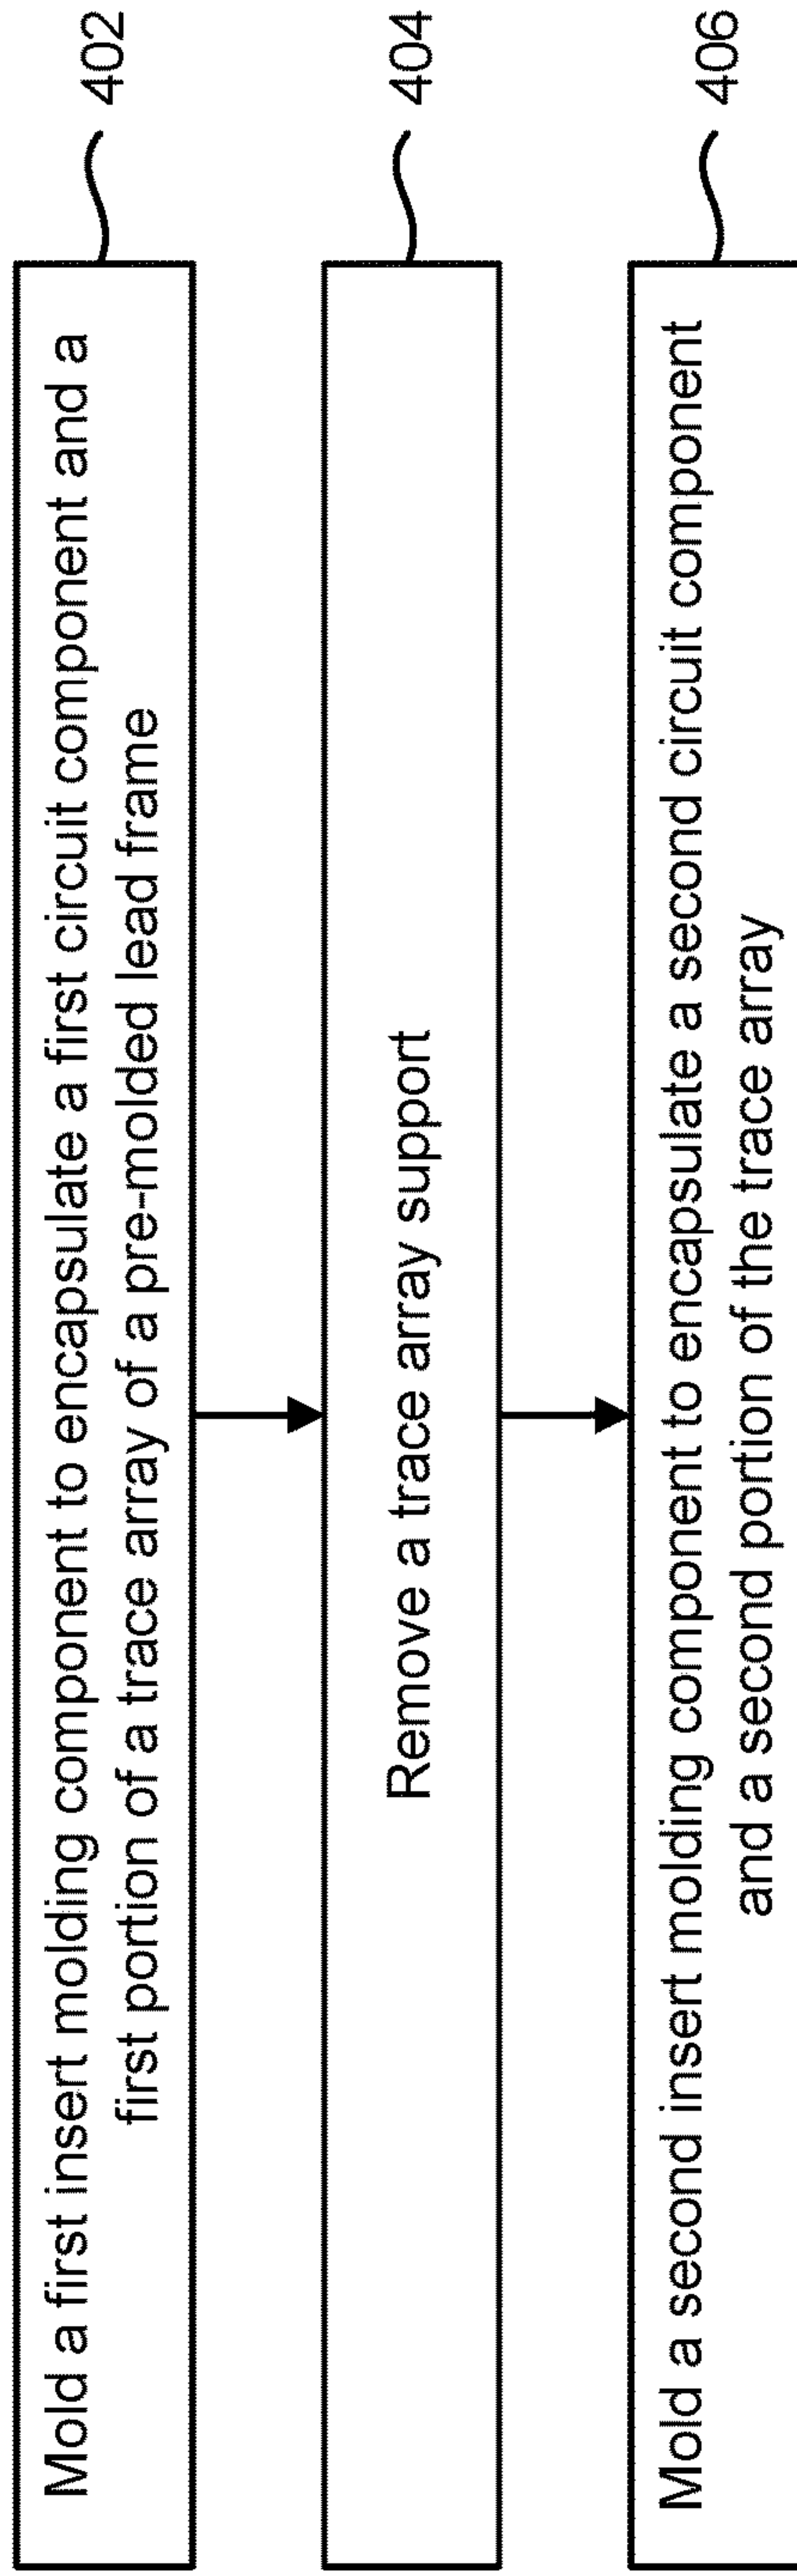 Mold a first insert molding component to encapsulate a first circuit component and a
first portion of a trace array of a pre-molded lead frame
402
Remove a trace array support
404
Mold a second insert molding component to encapsulate a second circuit component
and a second portion of the trace array
406